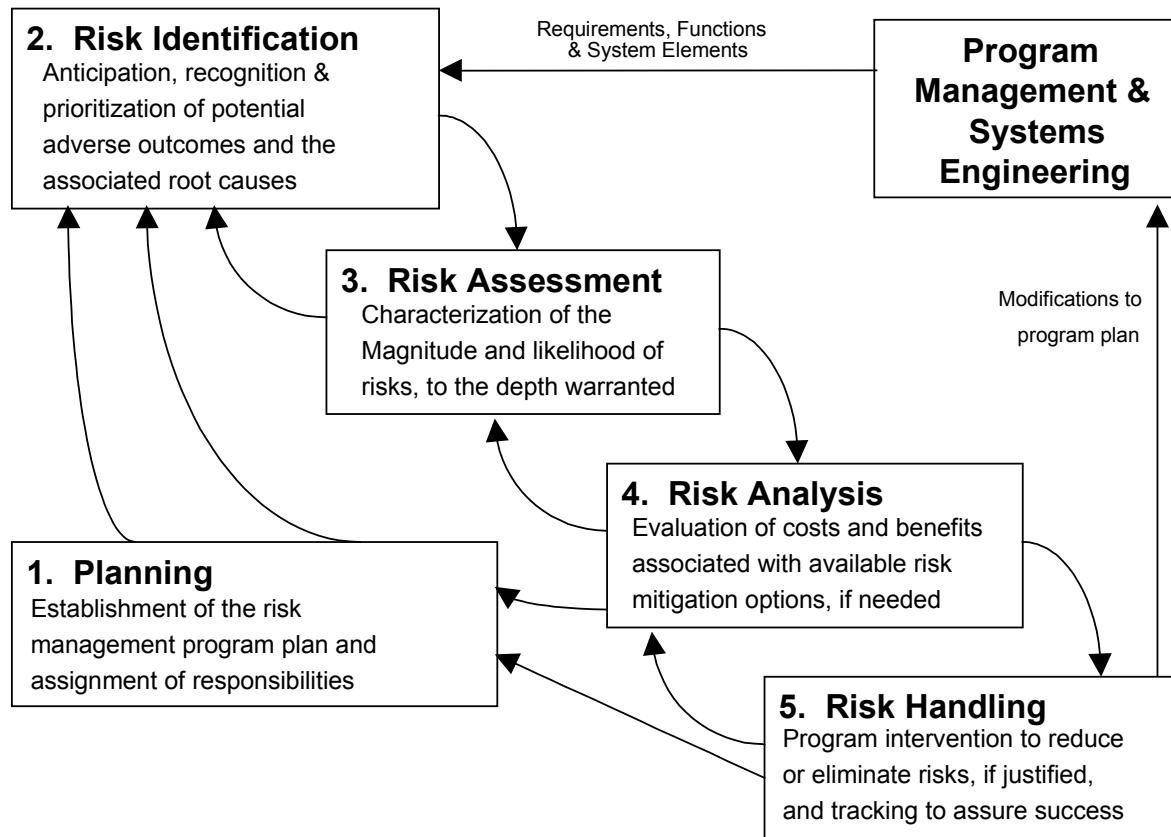 2. Risk Identification
Anticipation, recognition &
prioritization of potential
adverse outcomes and the
associated root causes
Requirements, Functions
& System Elements
Program
Management &
Systems
Engineering
3. Risk Assessment
Characterization of the
Magnitude and likelihood of
risks, to the depth warranted
Modifications to
program plan
4. Risk Analysis
Evaluation of costs and benefits
associated with available risk
mitigation options, if needed
1. Planning
Establishment of the risk
management program plan and
assignment of responsibilities
5. Risk Handling
Program intervention to reduce
or eliminate risks, if justified,
and tracking to assure success